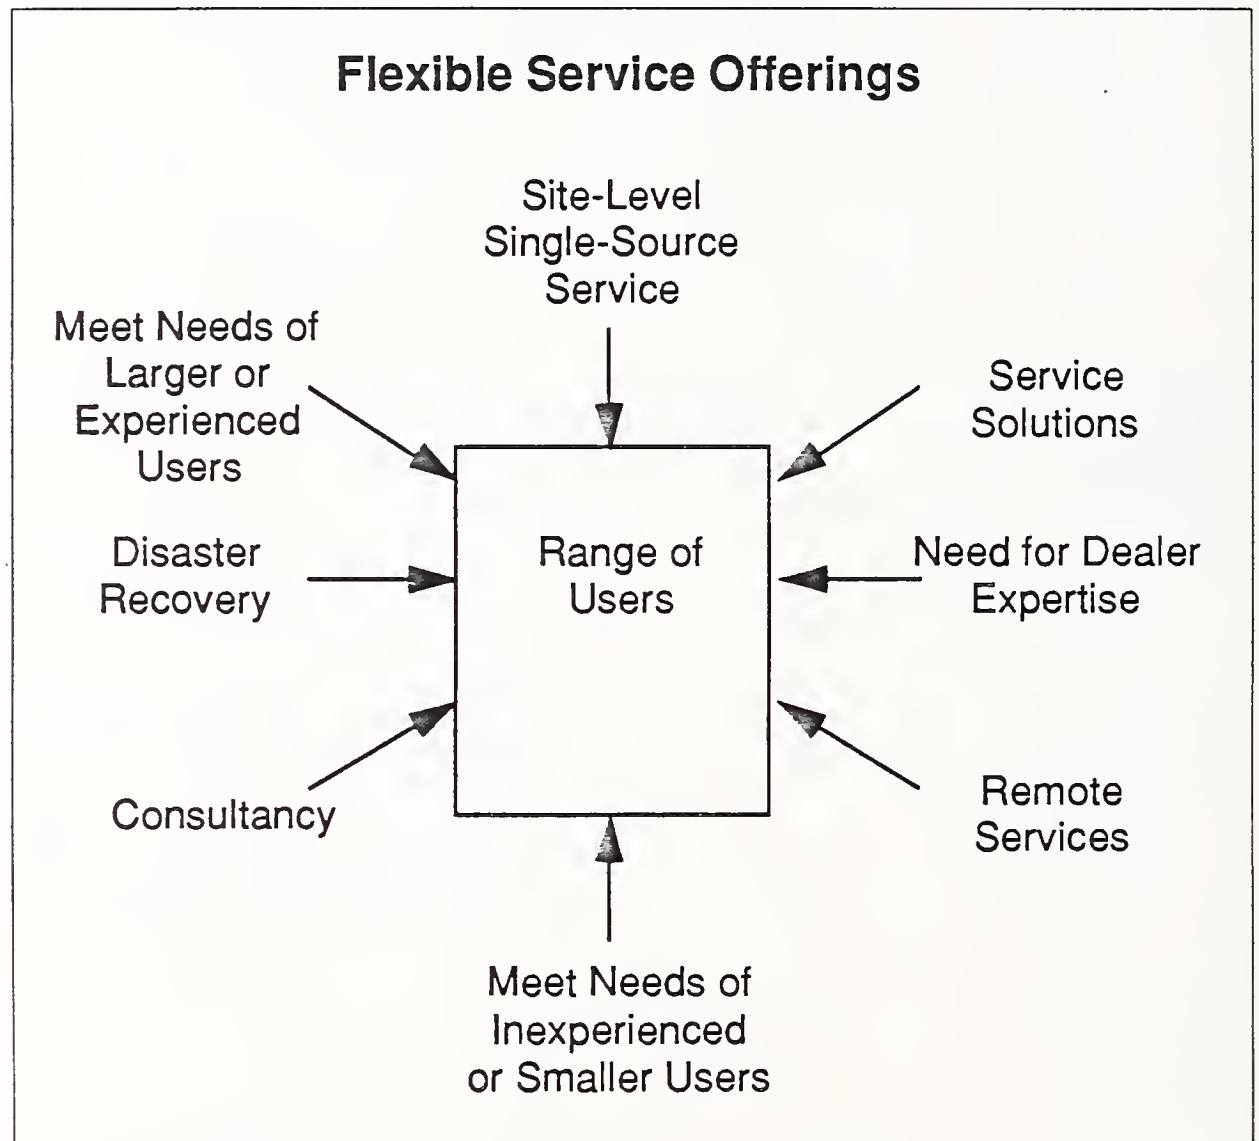 Flexible Service Offerings
Site-Level
Single-Source
Service
Meet Needs of
Larger or
Experienced
Users
Service
Solutions
Disaster
Recovery
Range of
Users
Need for Dealer
Expertise
Consultancy
Remote
Services
Meet Needs of
Inexperienced
or Smaller Users